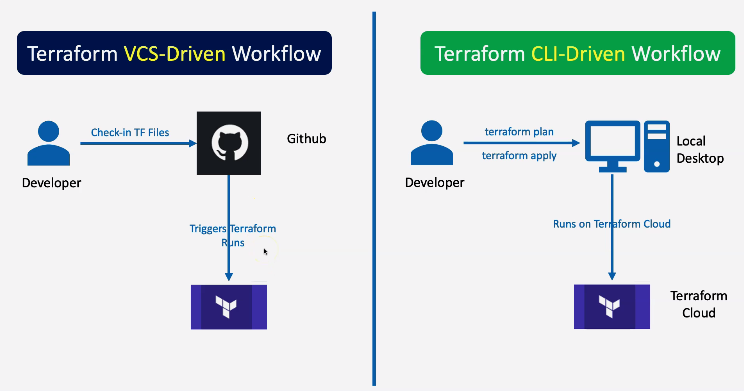 Terraform VCS-Driven Workflow
Check-in TF Files
Github
Developer
Triggers Terraform
Runs
Terraform CLI-Driven Workflow
terraform plan
terraform apply
Local
Desktop
Developer
Runs on Terraform Cloud
Terraform
Cloud